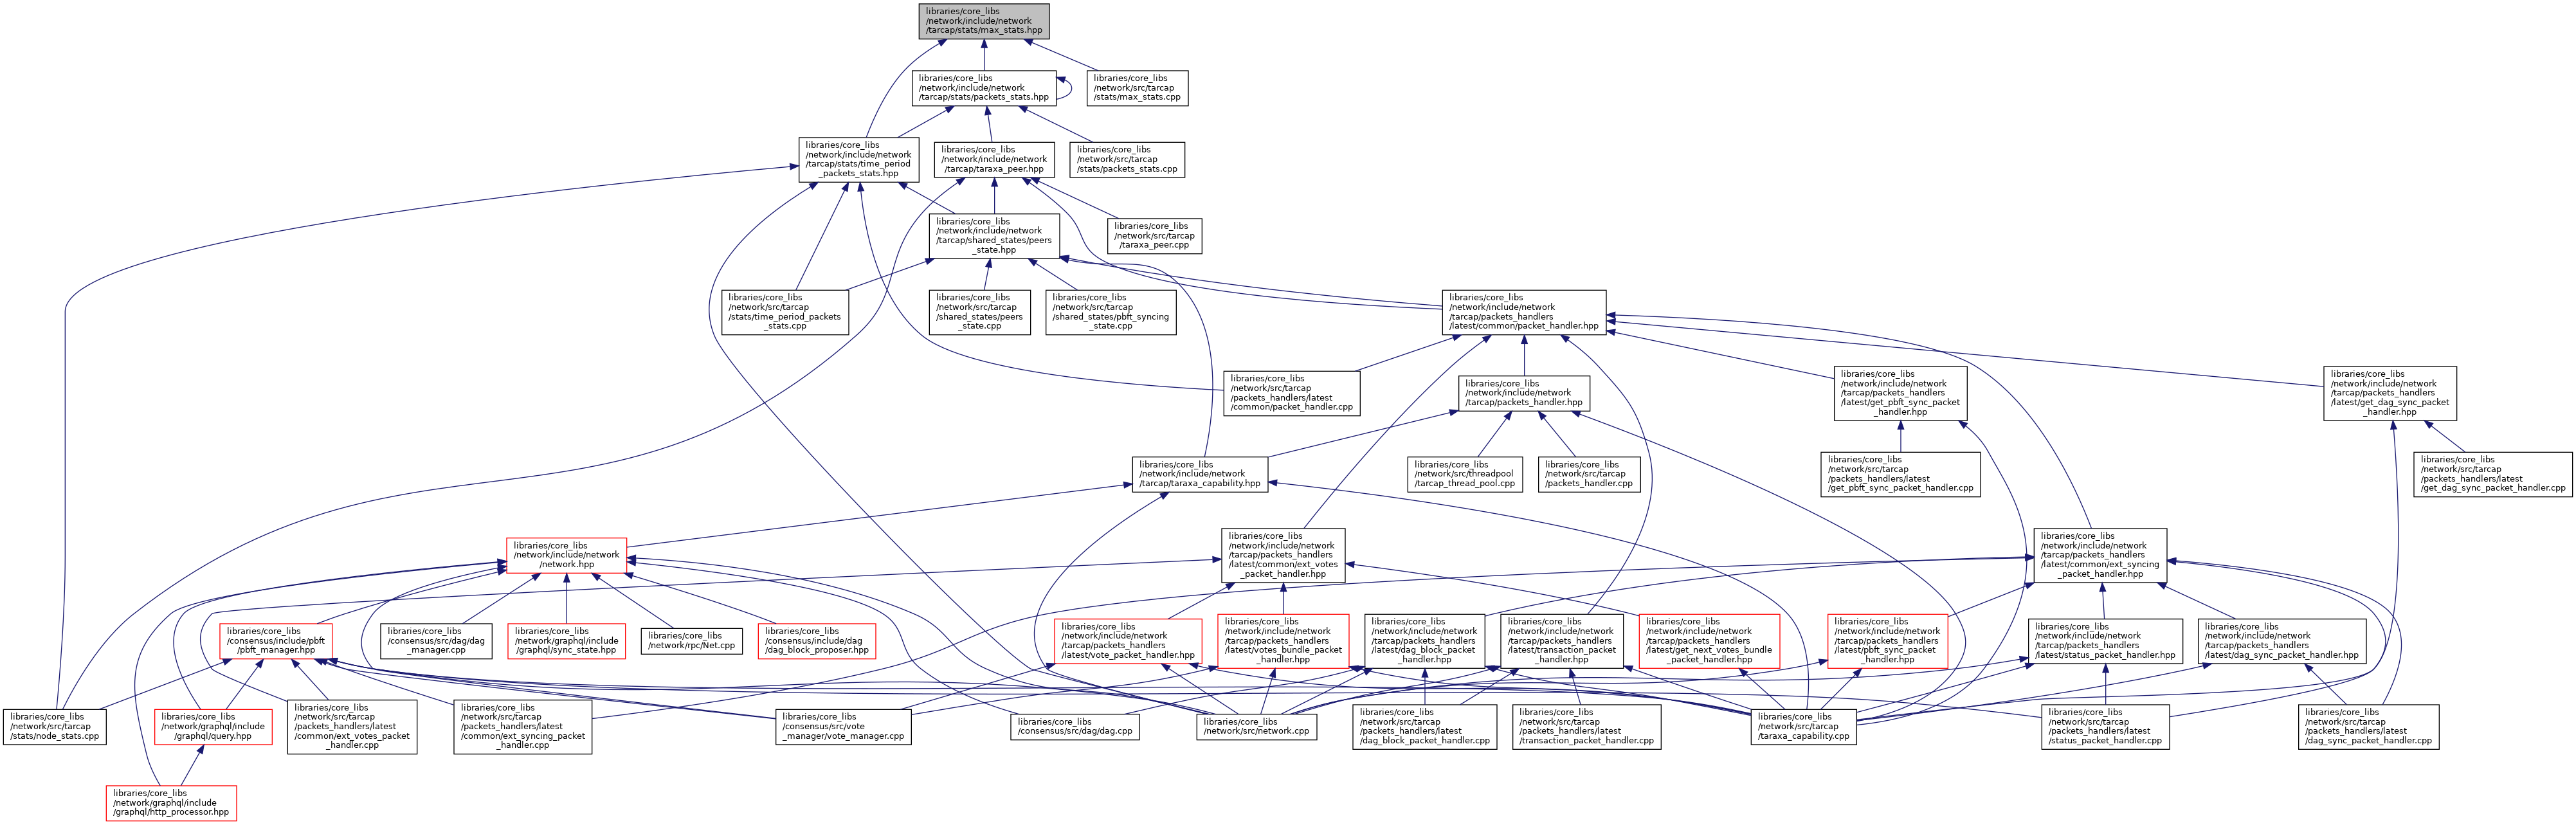 libraries/core_libs
/network/include/network
/tarcap/stats/max_stats.hpp
libraries/core_libs
/network/include/network
/tarcap/stats/packets_stats.hpp
libraries/core_libs
/network/src/tarcap
/stats/max_stats.cpp
libraries/core_libs
/network/include/network
/tarcap/stats/time_period
_packets_stats.hpp
libraries/core_libs
/network/include/network
/tarcap/taraxa_peer.hpp
libraries/core_libs
/network/src/tarcap
/stats/packets_stats.cpp
libraries/core_libs
/network/include/network
/tarcap/shared_states/peers
_state.hpp
libraries/core_libs
/network/src/tarcap
/taraxa_peer.cpp
libraries/core_libs
/network/src/tarcap
/stats/time_period_packets
_stats.cpp
libraries/core_libs
/network/src/tarcap
/shared_states/peers
_state.cpp
libraries/core_libs
/network/src/tarcap
/shared_states/pbft_syncing
_state.cpp
libraries/core_libs
/network/include/network
/tarcap/packets_handlers
/latest/common/packet_handler.hpp
libraries/core_libs
/network/src/tarcap
/packets_handlers/latest
/common/packet_handler.cpp
libraries/core_libs
/network/include/network
/tarcap/packets_handler.hpp
libraries/core_libs
/network/include/network
/tarcap/packets_handlers
/latest/get_pbft_sync_packet
_handler.hpp
libraries/core_libs
/network/include/network
/tarcap/packets_handlers
/latest/get_dag_sync_packet
_handler.hpp
libraries/core_libs
/network/include/network
/tarcap/taraxa_capability.hpp
libraries/core_libs
/network/src/threadpool
/tarcap_thread_pool.cpp
libraries/core_libs
/network/src/tarcap
/packets_handler.cpp
libraries/core_libs
/network/src/tarcap
/packets_handlers/latest
/get_pbft_sync_packet_handler.cpp
libraries/core_libs
/network/src/tarcap
/packets_handlers/latest
/get_dag_sync_packet_handler.cpp
libraries/core_libs
/network/include/network
/network.hpp
libraries/core_libs
/network/include/network
/tarcap/packets_handlers
/latest/common/ext_votes
_packet_handler.hpp
libraries/core_libs
/network/include/network
/tarcap/packets_handlers
/latest/common/ext_syncing
_packet_handler.hpp
libraries/core_libs
/consensus/include/pbft
/pbft_manager.hpp
libraries/core_libs
/consensus/src/dag/dag
_manager.cpp
libraries/core_libs
/network/graphql/include
/graphql/sync_state.hpp
libraries/core_libs
/network/rpc/Net.cpp
libraries/core_libs
/consensus/include/dag
/dag_block_proposer.hpp
libraries/core_libs
/network/include/network
/tarcap/packets_handlers
/latest/vote_packet_handler.hpp
libraries/core_libs
/network/include/network
/tarcap/packets_handlers
/latest/votes_bundle_packet
_handler.hpp
libraries/core_libs
/network/include/network
/tarcap/packets_handlers
/latest/dag_block_packet
_handler.hpp
libraries/core_libs
/network/include/network
/tarcap/packets_handlers
/latest/transaction_packet
_handler.hpp
libraries/core_libs
/network/include/network
/tarcap/packets_handlers
/latest/get_next_votes_bundle
_packet_handler.hpp
libraries/core_libs
/network/include/network
/tarcap/packets_handlers
/latest/pbft_sync_packet
_handler.hpp
libraries/core_libs
/network/include/network
/tarcap/packets_handlers
/latest/status_packet_handler.hpp
libraries/core_libs
/network/include/network
/tarcap/packets_handlers
/latest/dag_sync_packet_handler.hpp
libraries/core_libs
/network/src/tarcap
/stats/node_stats.cpp
libraries/core_libs
/network/graphql/include
/graphql/query.hpp
libraries/core_libs
/network/src/tarcap
/packets_handlers/latest
/common/ext_votes_packet
_handler.cpp
libraries/core_libs
/network/src/tarcap
/packets_handlers/latest
/common/ext_syncing_packet
_handler.cpp
libraries/core_libs
/consensus/src/vote
_manager/vote_manager.cpp
libraries/core_libs
/consensus/src/dag/dag.cpp
libraries/core_libs
/network/src/network.cpp
libraries/core_libs
/network/src/tarcap
/packets_handlers/latest
/dag_block_packet_handler.cpp
libraries/core_libs
/network/src/tarcap
/packets_handlers/latest
/transaction_packet_handler.cpp
libraries/core_libs
/network/src/tarcap
/taraxa_capability.cpp
libraries/core_libs
/network/src/tarcap
/packets_handlers/latest
/status_packet_handler.cpp
libraries/core_libs
/network/src/tarcap
/packets_handlers/latest
/dag_sync_packet_handler.cpp
libraries/core_libs
/network/graphql/include
/graphql/http_processor.hpp